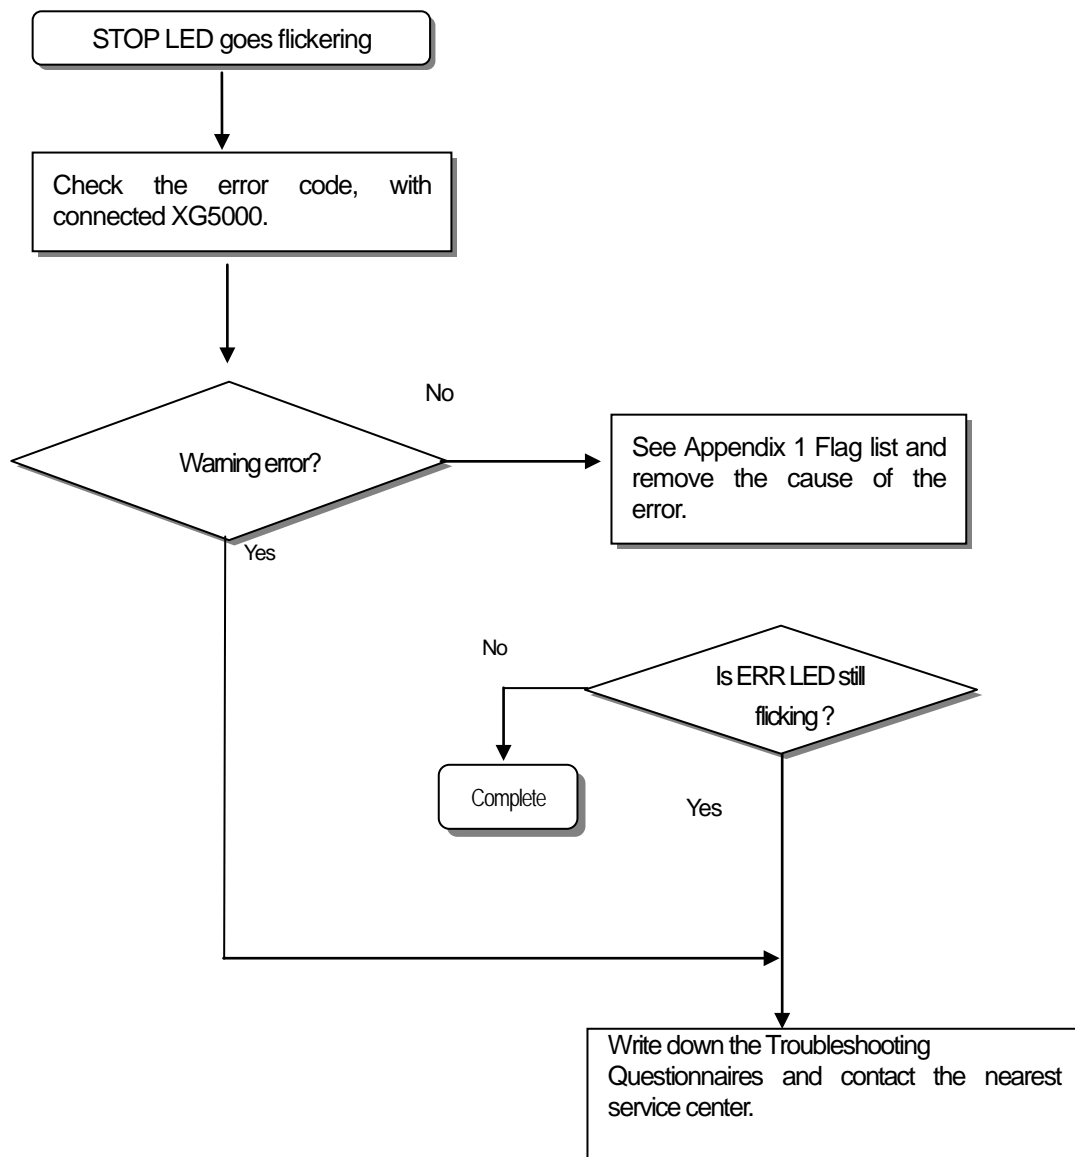 STOP LED goes flickering
Check the error code, with
connected XG5000.
No
Warning error?
See Appendix 1 Flag list and
remove the cause of the
error.
Yes
No
Is ERR LED still
flicking ?
Complete
Yes
Write down the Troubleshooting
Questionnaires and contact the nearest
service center.